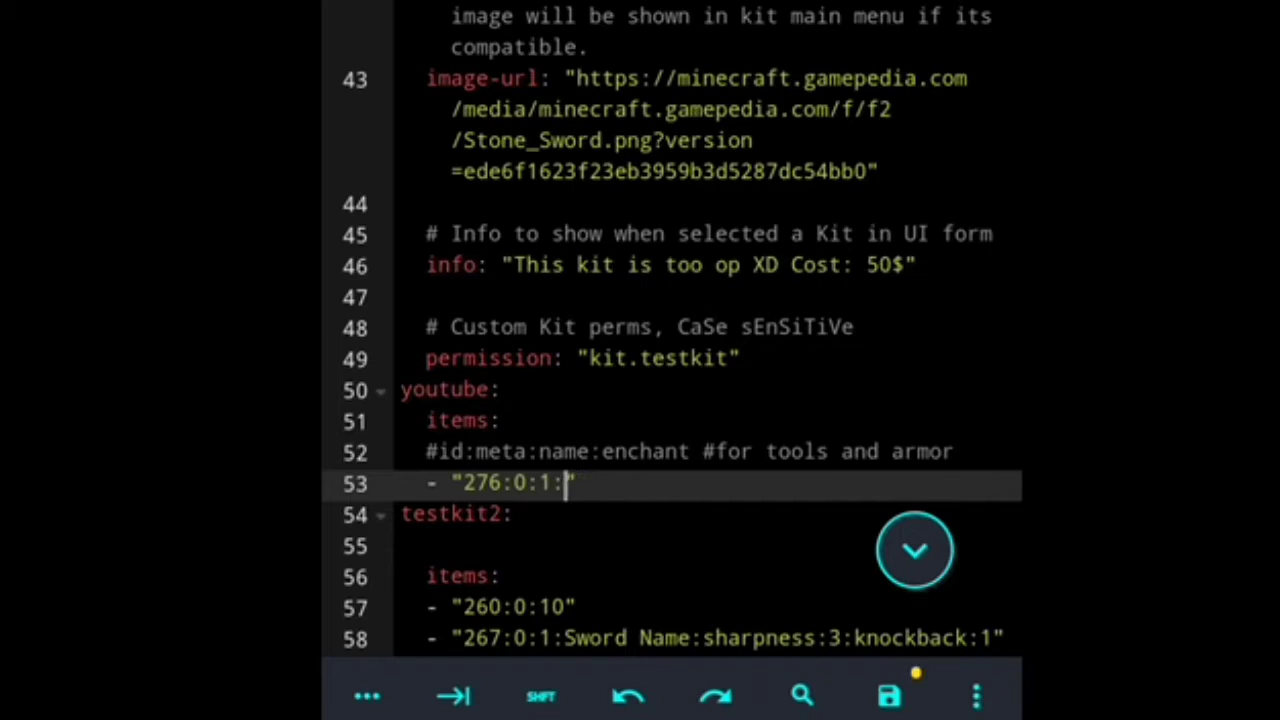 image will be shown in kit main menu if its
compatible.
43 image-url: "https://minecraft.gamepedia.com
/media/minecraft.gamepedia.com/f/f2
/Stone_Sword.png?version
=ede6f1623f23eb3959b3d5287dc54bb0"
44
45 # Info to show when selected a Kit in UI form
46 info: "This kit is too op XD Cost: 50$"
47
48 # Custom Kit perms, CaSe sEnSiTiVe
49 permission: "kit.testkit"
50 youtube:
51 items:
52 #id:meta:name:enchant #for tools and armor
53 - "276:0:1:"
54 testkit2:
55
56 items:
57 - "260:0:10"
58 - "267:0:1:Sword Name:sharpness:3:knockback:1"
SHFT